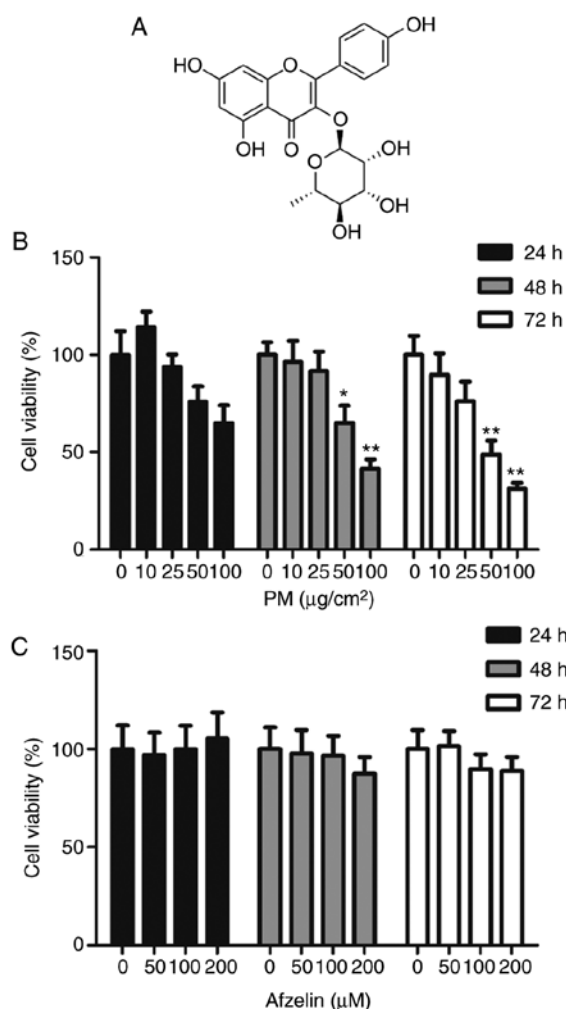 A
OH
HO
O
O
OH
O
O
OH
OH
OH
B
150
100
50
0
Cell viability (%)
24 h
48 h
72 h
*
**
**
**
0 10 25 50 100 0 10 25 50 100 0 10 25 50 100
PM (μg/cm²)
C
150
100
50
0
Cell viability (%)
24 h
48 h
72 h
0 50 100 200 0 50 100 200 0 50 100 200
Afzelin (μM)